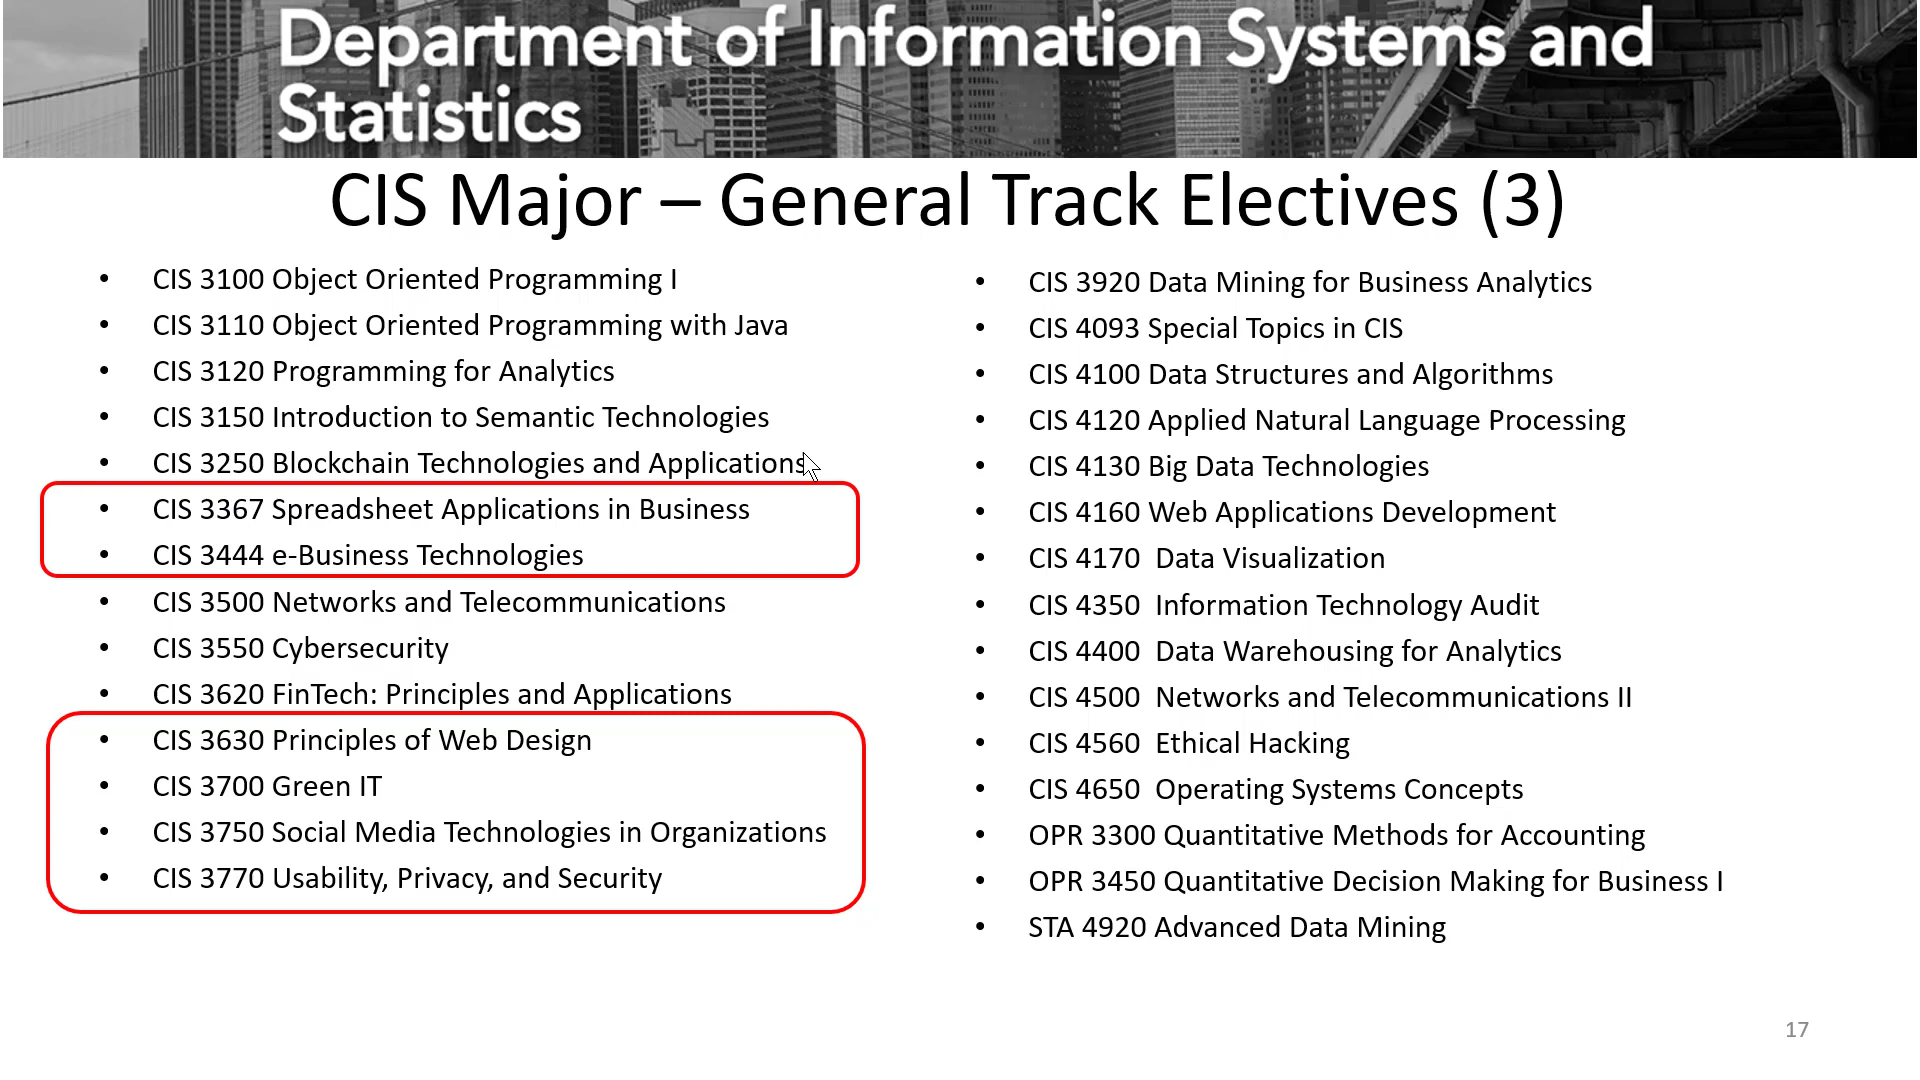 Department of Information Systems and
Statistics
CIS Major – General Track Electives (3)
• CIS 3100 Object Oriented Programming I
• CIS 3110 Object Oriented Programming with Java
• CIS 3120 Programming for Analytics
• CIS 3150 Introduction to Semantic Technologies
• CIS 3250 Blockchain Technologies and Applications
• CIS 3367 Spreadsheet Applications in Business
• CIS 3444 e-Business Technologies
• CIS 3500 Networks and Telecommunications
• CIS 3550 Cybersecurity
• CIS 3620 FinTech: Principles and Applications
• CIS 3630 Principles of Web Design
• CIS 3700 Green IT
• CIS 3750 Social Media Technologies in Organizations
• CIS 3770 Usability, Privacy, and Security
• CIS 3920 Data Mining for Business Analytics
• CIS 4093 Special Topics in CIS
• CIS 4100 Data Structures and Algorithms
• CIS 4120 Applied Natural Language Processing
• CIS 4130 Big Data Technologies
• CIS 4160 Web Applications Development
• CIS 4170  Data Visualization
• CIS 4350  Information Technology Audit
• CIS 4400  Data Warehousing for Analytics
• CIS 4500  Networks and Telecommunications II
• CIS 4560  Ethical Hacking
• CIS 4650  Operating Systems Concepts
• OPR 3300 Quantitative Methods for Accounting
• OPR 3450 Quantitative Decision Making for Business I
• STA 4920 Advanced Data Mining
17